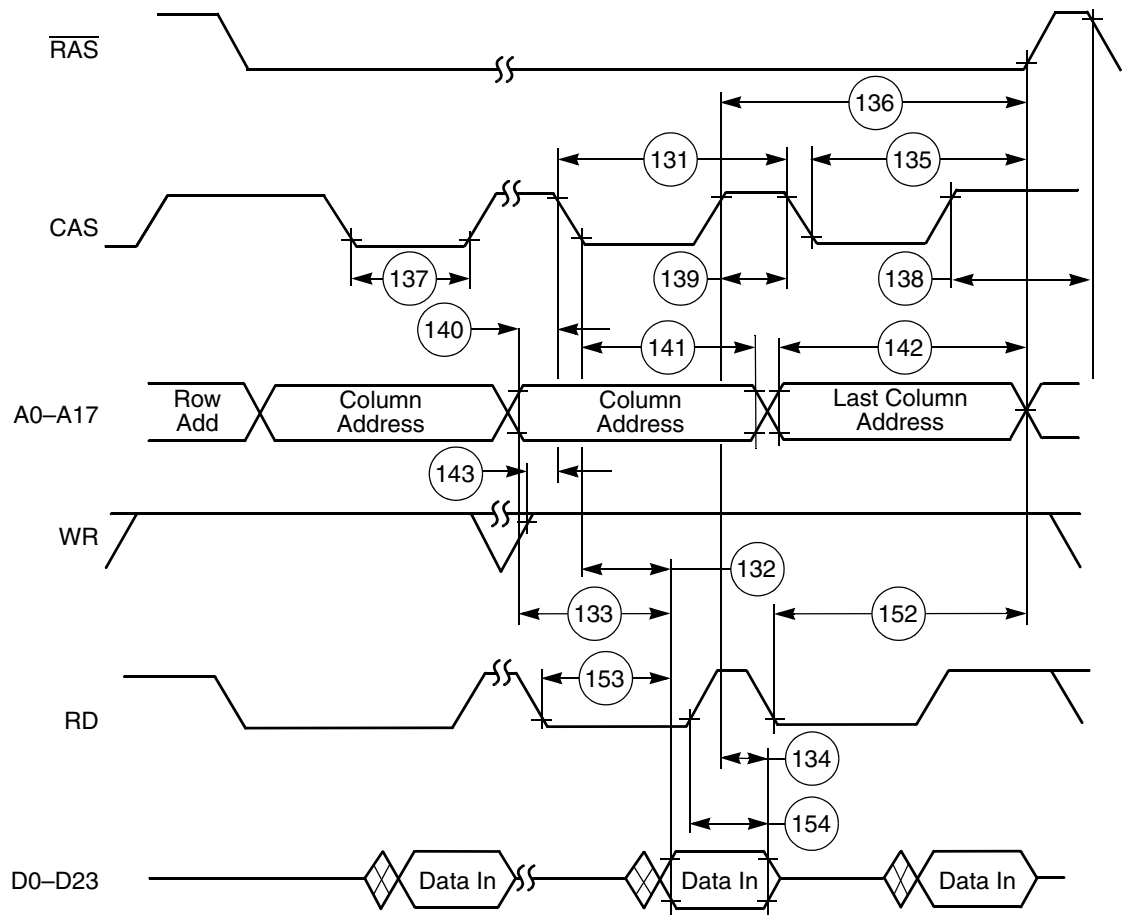 RAS
136
131
135
CAS
137
139
138
140
141
142
A0–A17
Row
Add
Column
Address
Column
Address
Last Column
Address
143
WR
132
133
152
153
RD
134
154
D0–D23
Data In
Data In
Data In